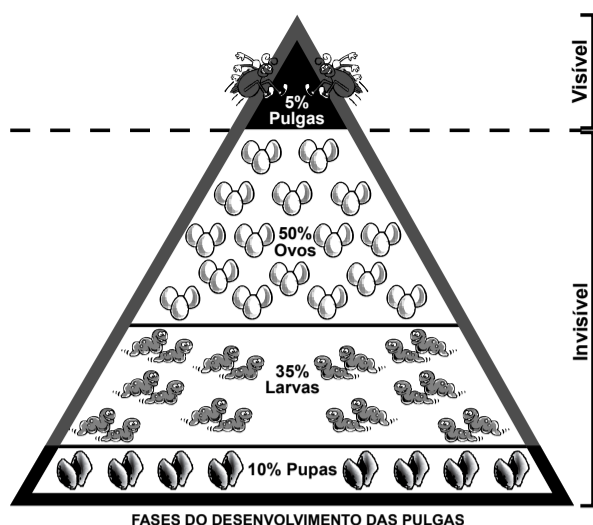 Visível
5%
Pulgas
50%
Ovos
Invisível
35%
Larvas
10% Pupas
FASES DO DESENVOLVIMENTO DAS PULGAS